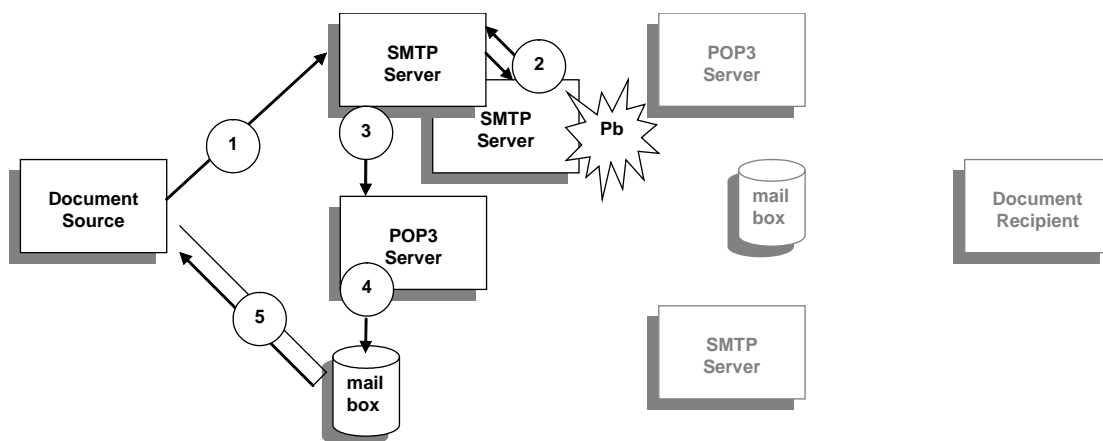 SMTP
Server
2
POP3
Server
SMTP
Server
Pb
3
1
Document
Source
mail
box
Document
Recipient
POP3
Server
4
5
SMTP
Server
mail
box